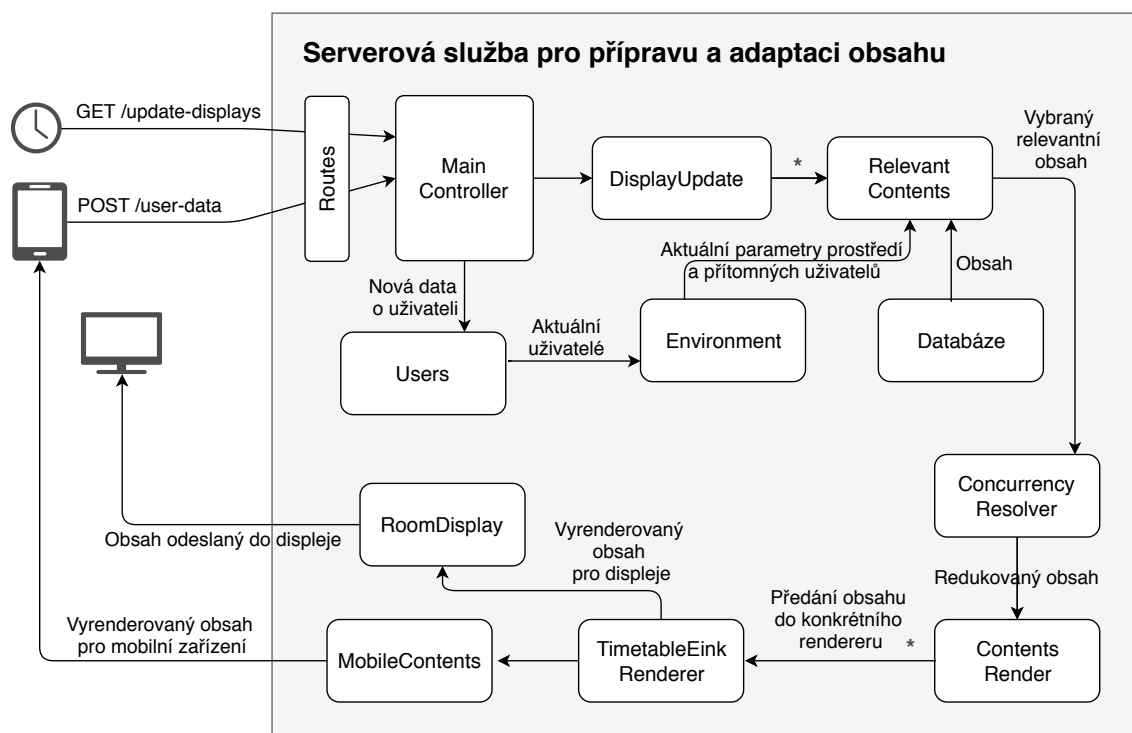 Serverová služba pro přípravu a adaptaci obsahu
GET /update-displays
POST /user-data
Routes
Main
Controller
DisplayUpdate
*
Relevant
Contents
Vybraný
relevantní
obsah
Nová data
o uživateli
Aktuální parametry prostředí
a přítomných uživatelů
Obsah
Users
Aktuální
uživatelé
Environment
Databáze
Concurrency
Resolver
RoomDisplay
Obsah odeslaný do displeje
Vyrenderovaný
obsah
pro displeje
Redukovaný obsah
Vyrenderovaný obsah
pro mobilní zařízení
MobileContents
TimetableEink
Renderer
Předání obsahu
do konkrétního
rendereru
*
Contents
Render